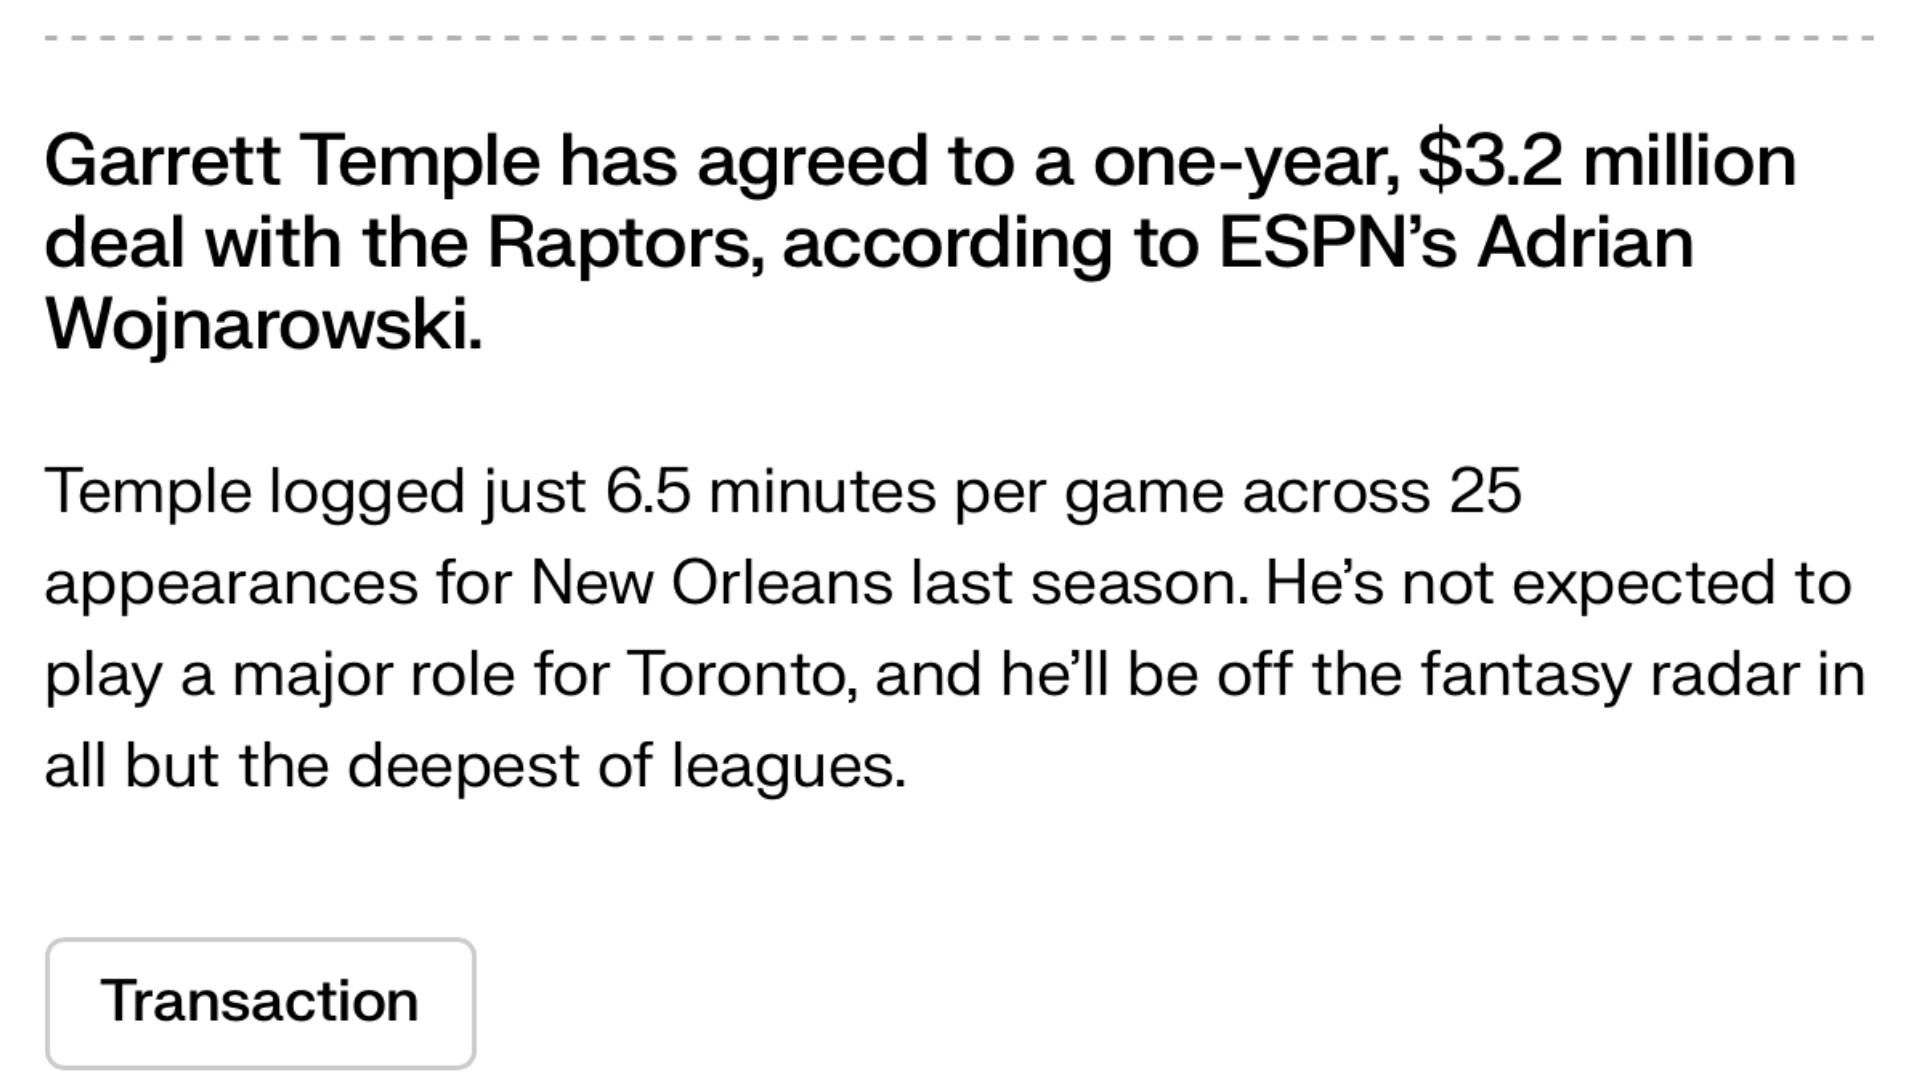 Garrett Temple has agreed to a one-year, $3.2 million
deal with the Raptors, according to ESPN’s Adrian
Wojnarowski.
Temple logged just 6.5 minutes per game across 25
appearances for New Orleans last season. He’s not expected to
play a major role for Toronto, and he’ll be off the fantasy radar in
all but the deepest of leagues.
Transaction